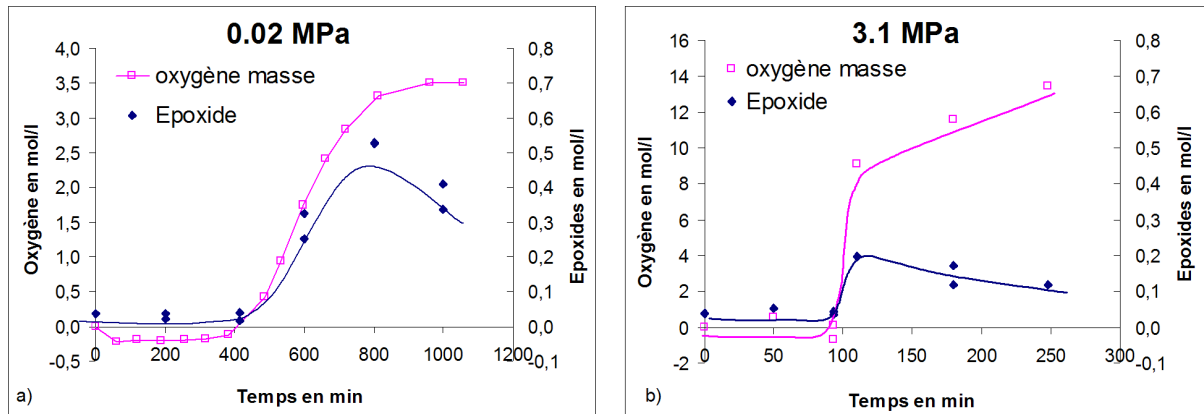 0.02 MPa
4,0
3,5
3,0
2,5
2,0
1,5
1,0
0,5
0,0
-0,5
Oxygène en mol/l
oxygène masse
Epoxide
0,8
0,7
0,6
0,5
0,4
0,3
0,2
0,1
0,0
-0,1
Epoxides en mol/l
0 200 400 600 800 1000 1200
Temps en min
a)
3.1 MPa
16
14
12
10
8
6
4
2
0
-2
Oxygène en mol/l
oxygène masse
Epoxide
0,8
0,7
0,6
0,5
0,4
0,3
0,2
0,1
0,0
-0,1
Epoxides en mol/l
0 50 100 150 200 250 300
Temps en min
b)